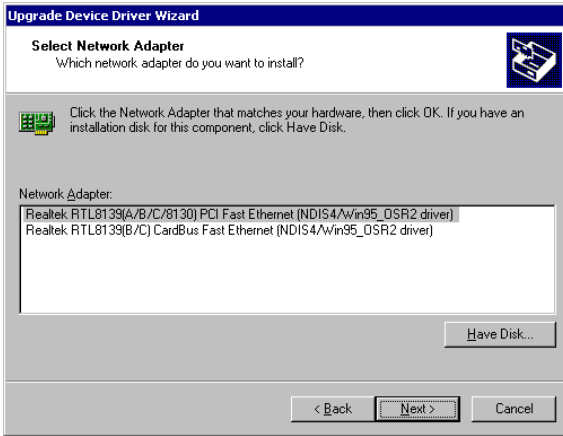 Upgrade Device Driver Wizard
Select Network Adapter
Which network adapter do you want to install?
Click the Network Adapter that matches your hardware, then click OK. If you have an
installation disk for this component, click Have Disk.
Network Adapter:
Realtek RTL8139(A/B/C/8130) PCI Fast Ethernet (NDIS4/Win95_OSR2 driver)
Realtek RTL8139(B/C) CardBus Fast Ethernet (NDIS4/Win95_OSR2 driver)
Have Disk...
< Back
Next >
Cancel